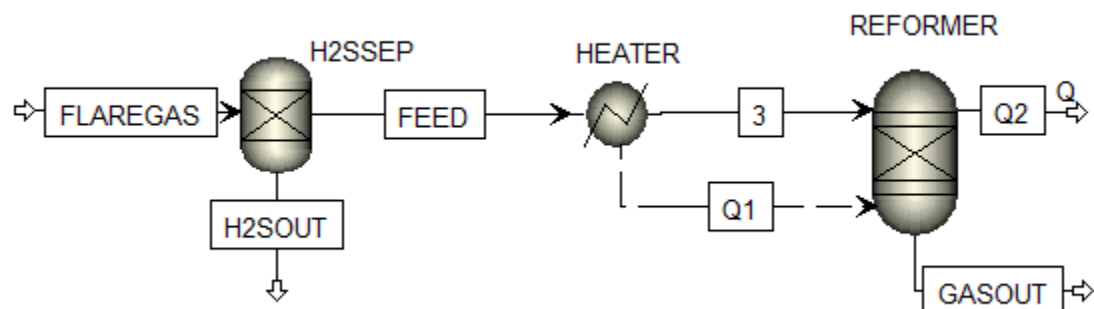 REFORMER
H2SSEP
HEATER
FLAREGAS
FEED
3
Q2
Q
Q1
H2SOUT
GASOUT